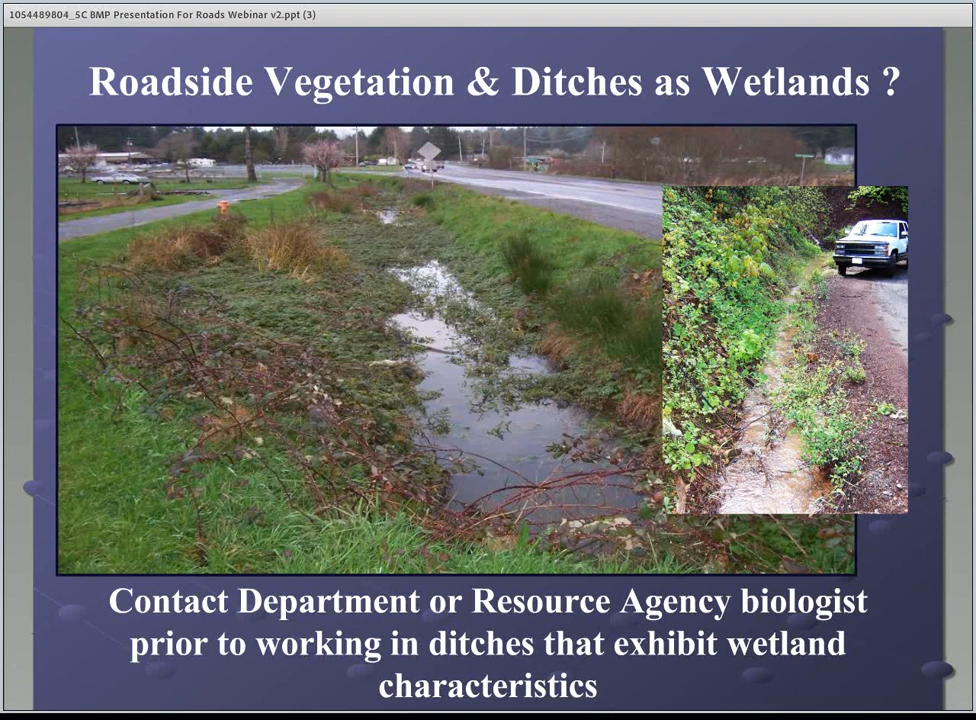 1054489804_5C BMP Presentation For Roads Webinar v2.ppt (3)
Roadside Vegetation & Ditches as Wetlands ?
Contact Department or Resource Agency biologist
prior to working in ditches that exhibit wetland
characteristics